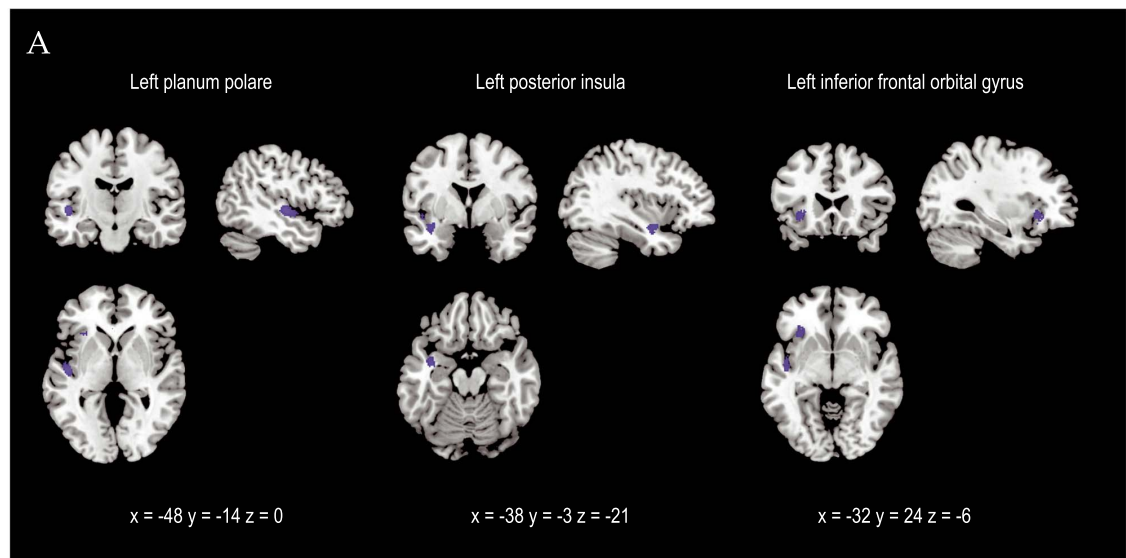 A
Left planum polare
Left posterior insula
Left inferior frontal orbital gyrus
x = -48 y = -14 z = 0
x = -38 y = -3 z = -21
x = -32 y = 24 z = -6